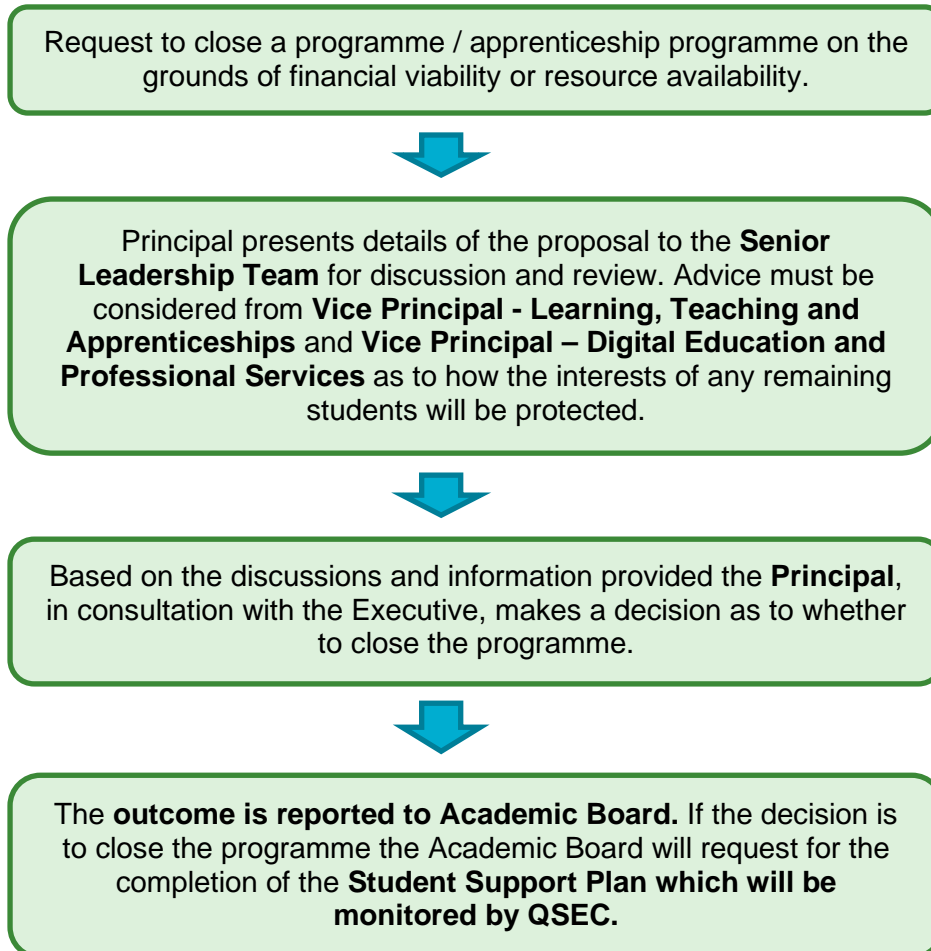 Request to close a programme / apprenticeship programme on the
grounds of financial viability or resource availability.
Principal presents details of the proposal to the Senior
Leadership Team for discussion and review. Advice must be
considered from Vice Principal - Learning, Teaching and
Apprenticeships and Vice Principal – Digital Education and
Professional Services as to how the interests of any remaining
students will be protected.
Based on the discussions and information provided the Principal,
in consultation with the Executive, makes a decision as to whether
to close the programme.
The outcome is reported to Academic Board. If the decision is
to close the programme the Academic Board will request for the
completion of the Student Support Plan which will be
monitored by QSEC.